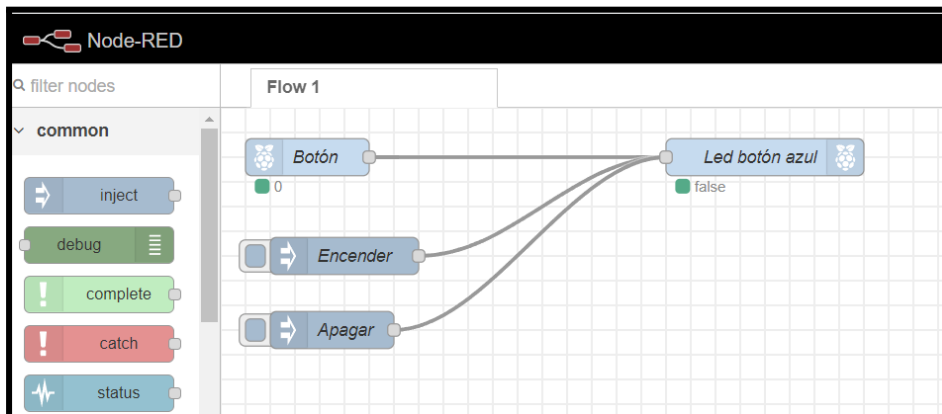 Node-RED
filter nodes
Flow 1
common
Botón
Led botón azul
inject
0
false
debug
Encender
complete
Apagar
catch
status